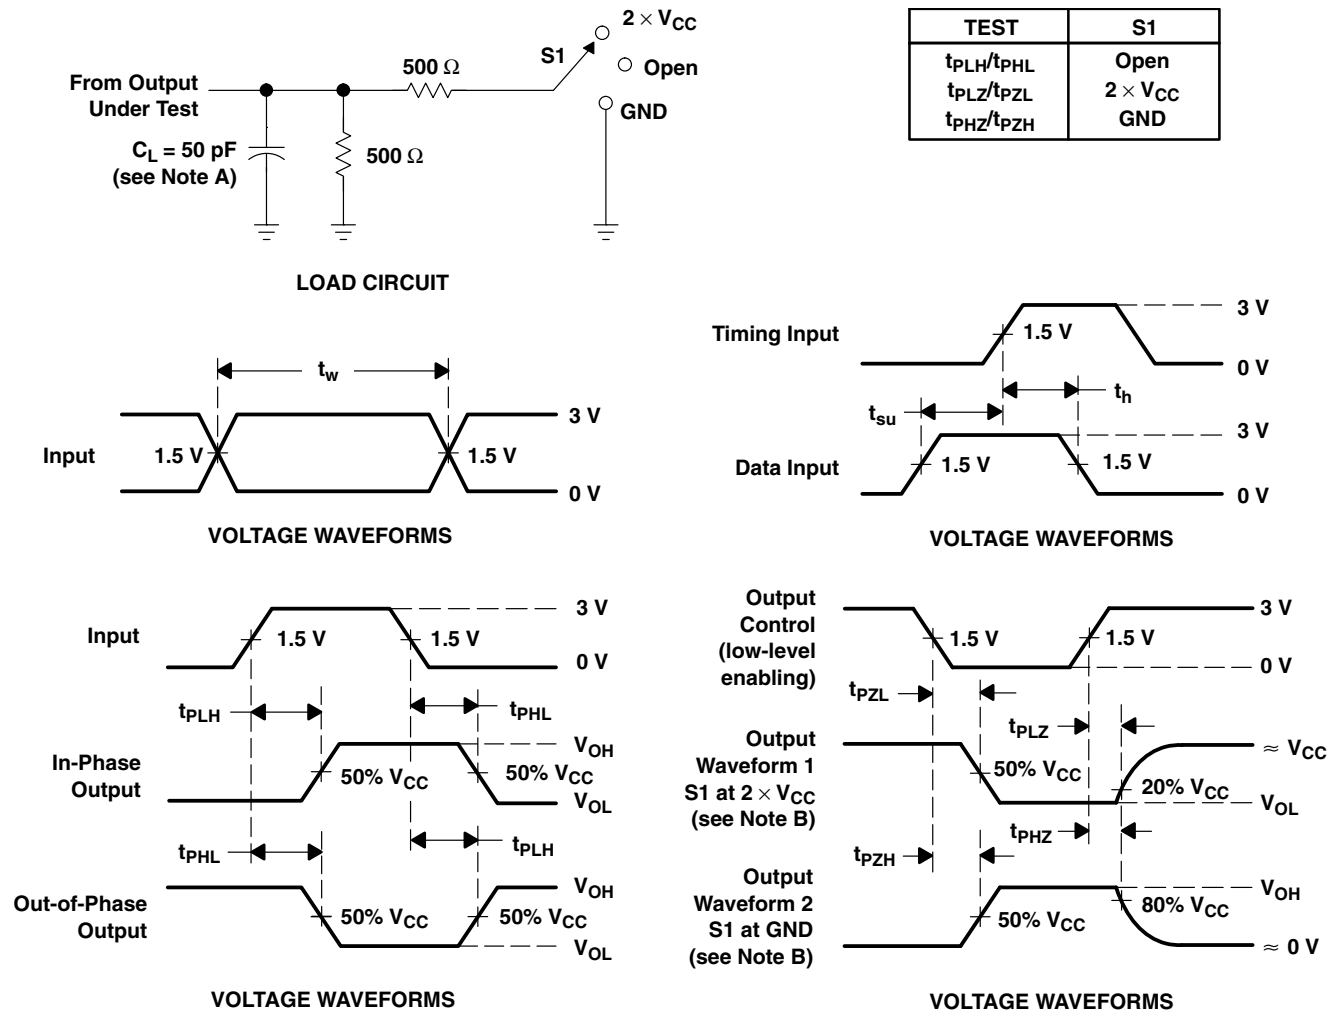 2 × VCC
S1
Open
GND
500 Ω
From Output
Under Test
CL = 50 pF
(see Note A)
500 Ω
LOAD CIRCUIT
TEST S1
tPLH/tPHL Open
tPLZ/tPZL 2 × VCC
tPHZ/tPZH GND
tw
3 V
Input
1.5 V
1.5 V
0 V
VOLTAGE WAVEFORMS
3 V
Timing Input
1.5 V
0 V
th
tsu
3 V
Data Input
1.5 V
1.5 V
0 V
VOLTAGE WAVEFORMS
3 V
Input
1.5 V
1.5 V
0 V
tPLH
tPHL
VOH
In-Phase
Output
50% VCC
50% VCC
VOL
tPHL
tPLH
VOH
Out-of-Phase
Output
50% VCC
50% VCC
VOL
VOLTAGE WAVEFORMS
Output
Control
(low-level
enabling)
3 V
1.5 V
1.5 V
0 V
tPZL
tPLZ
Output
Waveform 1
S1 at 2 × VCC
(see Note B)
≈ VCC
50% VCC
20% VCC
VOL
tPHZ
tPZH
Output
Waveform 2
S1 at GND
(see Note B)
VOH
50% VCC
80% VCC
≈ 0 V
VOLTAGE WAVEFORMS